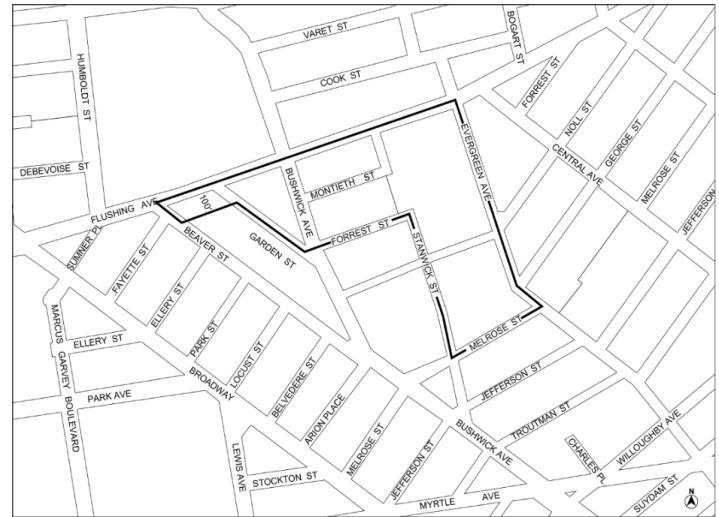 VARET ST
BOGART ST
HUMBOLDT ST
COOK ST
FORREST ST
NOLL ST
GEORGE ST
MELROSE ST
JEFFERSON
CENTRAL AVE
EVERGREEN AVE
DEBEVOISE ST
FLUSHING AVE
100'
BUSHWICK AVE
MONTIETH ST
FORREST ST
STANWICK ST
GARDEN ST
BEAVER ST
SUMNER PL
FAYETTE ST
ELLERY ST
PARK ST
LOCUST ST
BELVEDERE ST
ARION PLACE
MELROSE ST
JEFFERSON ST
MELROSE ST
JEFFERSON ST
TROUTMAN ST
MARCUS GARVEY BOULEVARD
ELLERY ST
PARK AVE
BROADWAY
LEWIS AVE
STOCKTON ST
BUSHWICK AVE
MYRTLE AVE
CHARLES PL
WILLOUGHBY AVE
SUYDAM ST
N